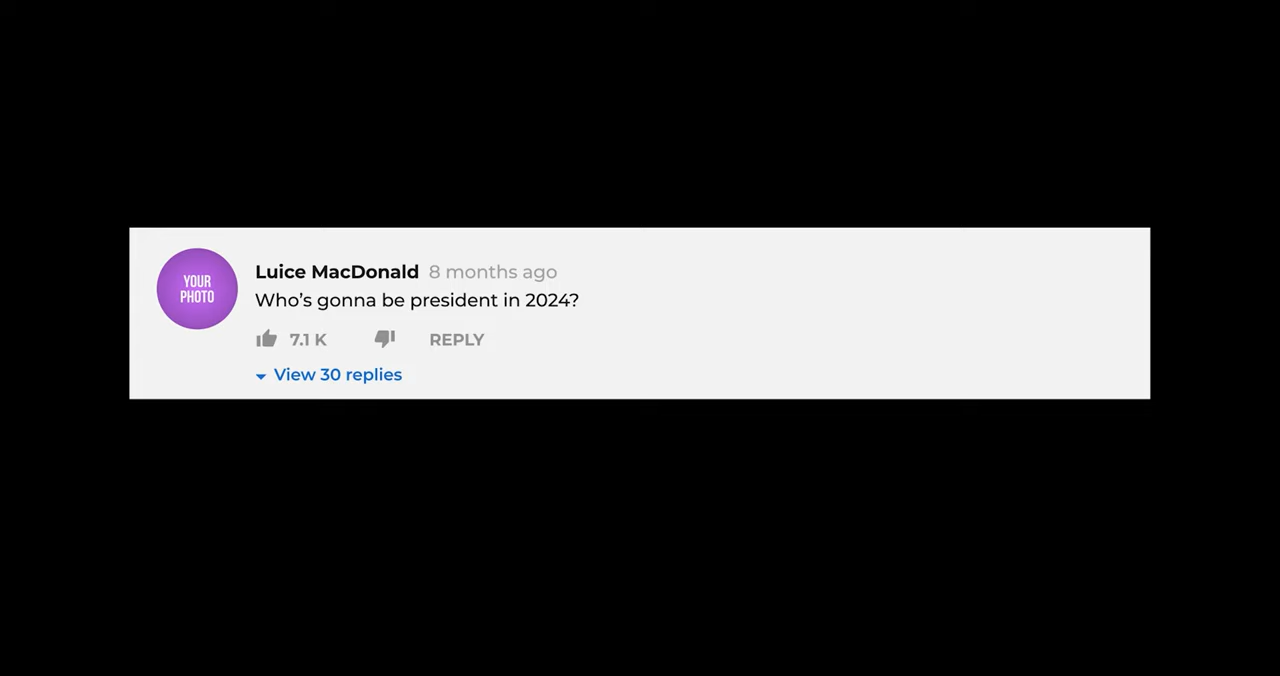 YOUR
PHOTO
Luice MacDonald 8 months ago
Who’s gonna be president in 2024?
7.1 K REPLY
View 30 replies